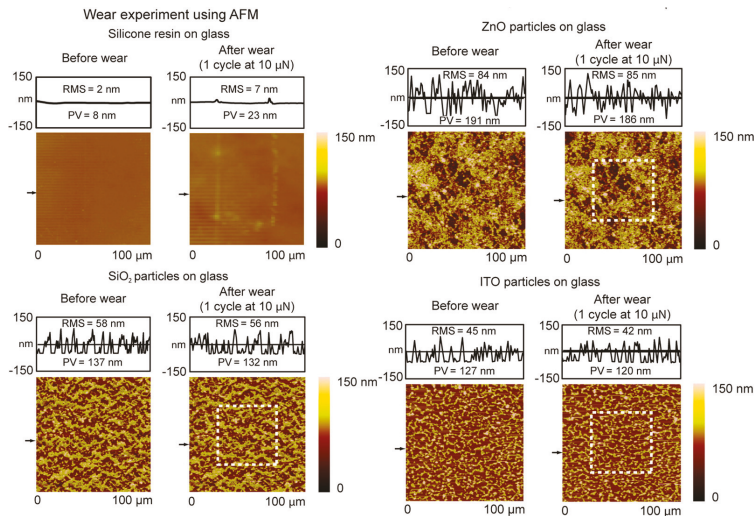 Wear experiment using AFM
Silicone resin on glass
Before wear
After wear
(1 cycle at 10 μN)
150
nm
-150
RMS = 2 nm
PV = 8 nm
RMS = 7 nm
PV = 23 nm
150 nm
0
0
100 μm
0
100 μm
ZnO particles on glass
Before wear
After wear
(1 cycle at 10 μN)
150
nm
-150
RMS = 84 nm
PV = 191 nm
RMS = 85 nm
PV = 186 nm
150 nm
0
0
100 μm
0
100 μm
SiO₂ particles on glass
Before wear
After wear
(1 cycle at 10 μN)
150
nm
-150
RMS = 58 nm
PV = 137 nm
RMS = 56 nm
PV = 132 nm
150 nm
0
0
100 μm
0
100 μm
ITO particles on glass
Before wear
After wear
(1 cycle at 10 μN)
150
nm
-150
RMS = 45 nm
PV = 127 nm
RMS = 42 nm
PV = 120 nm
150 nm
0
0
100 μm
0
100 μm